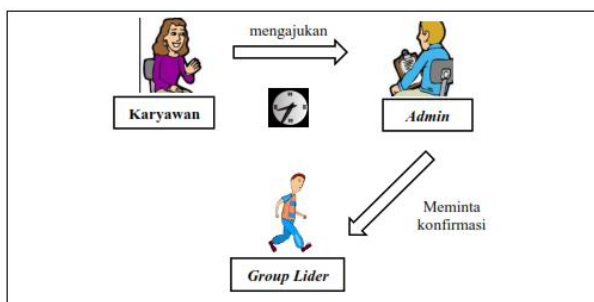 mengajukan
Karyawan
Admin
Meminta
konfirmasi
Group Lider